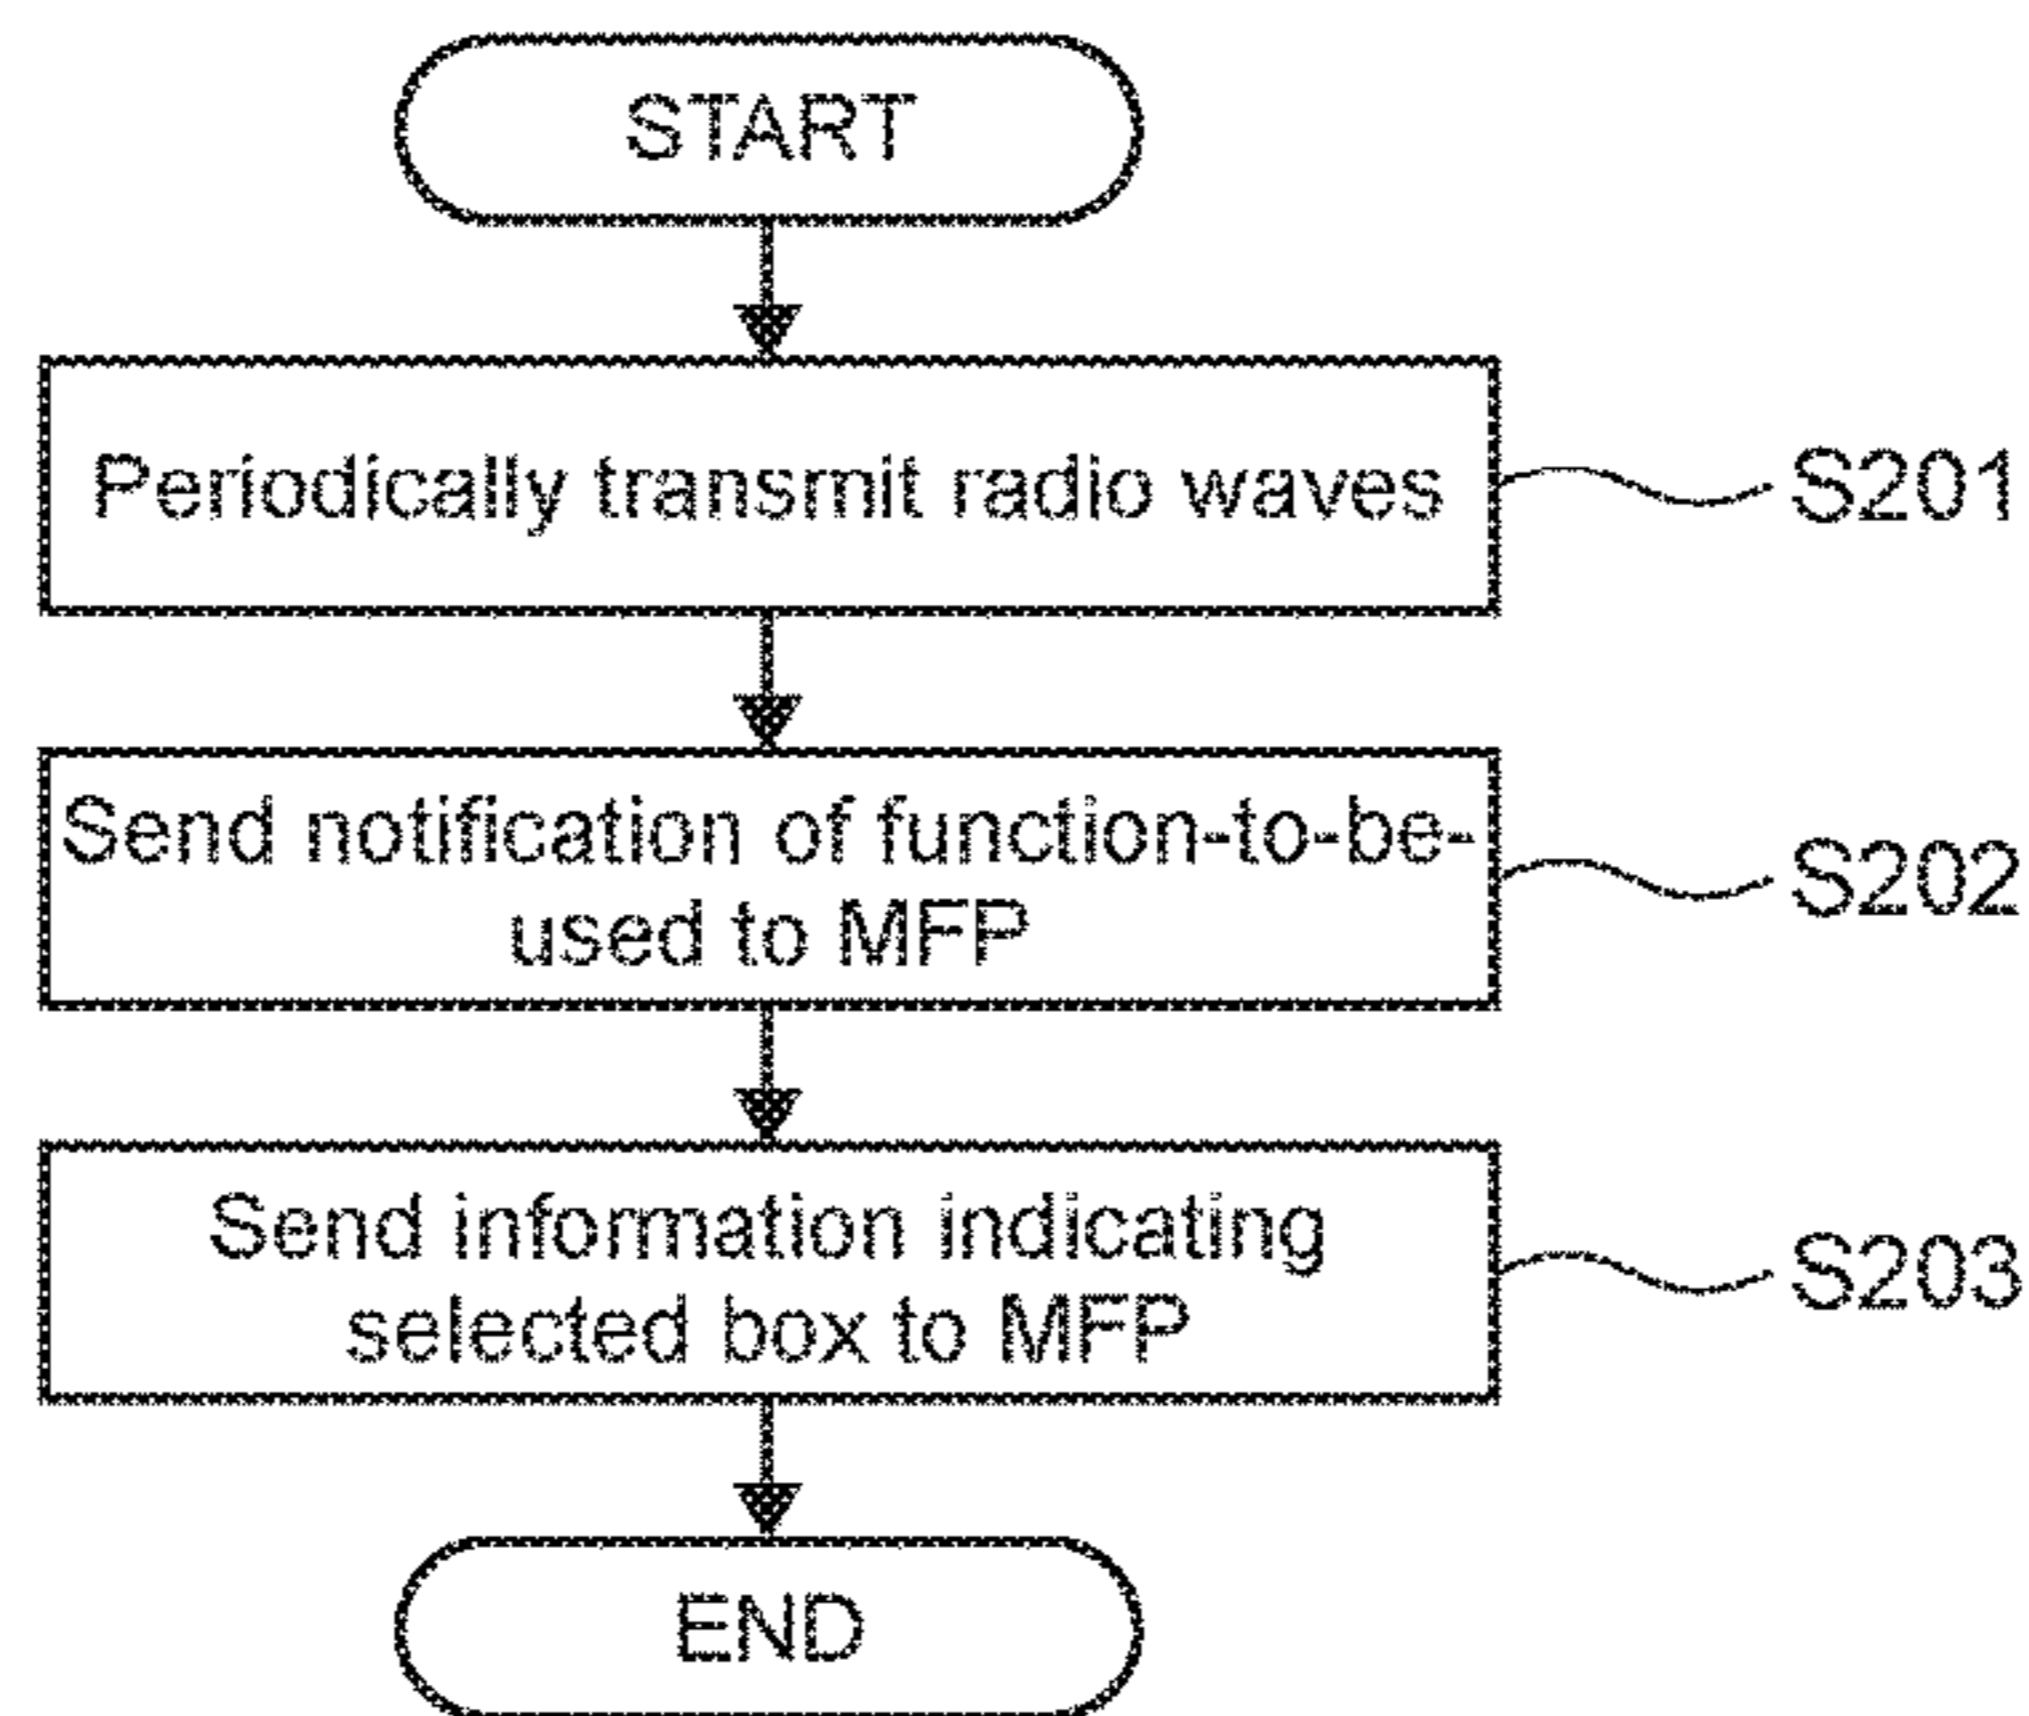 START
Periodically transmit radio waves
S201
Send notification of function-to-be-
used to MFP
S202
Send information indicating
selected box to MFP
S203
END